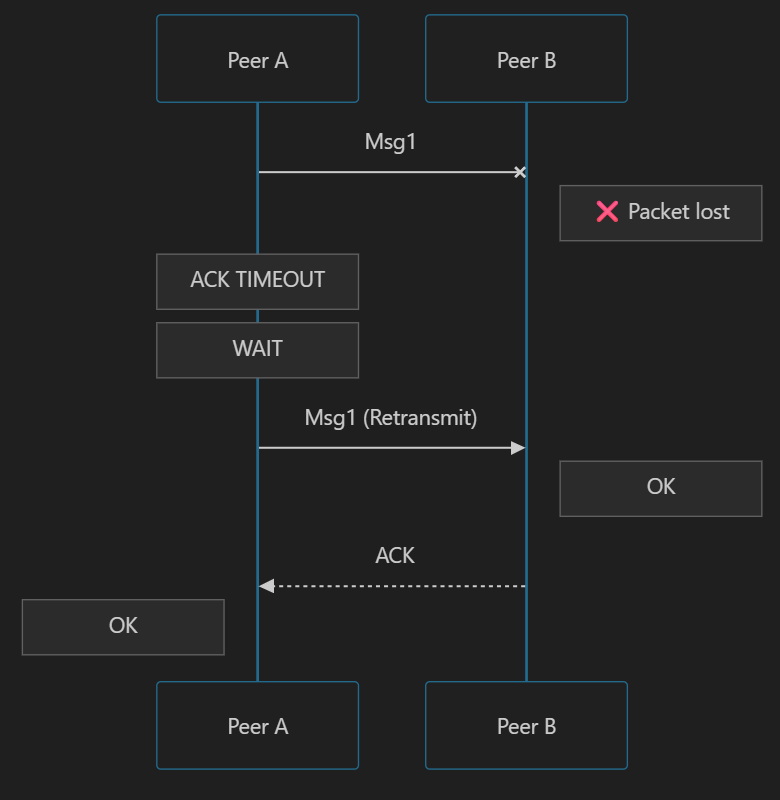 Peer A
Peer B
Msg1
❌ Packet lost
ACK TIMEOUT
WAIT
Msg1 (Retransmit)
OK
ACK
OK
Peer A
Peer B